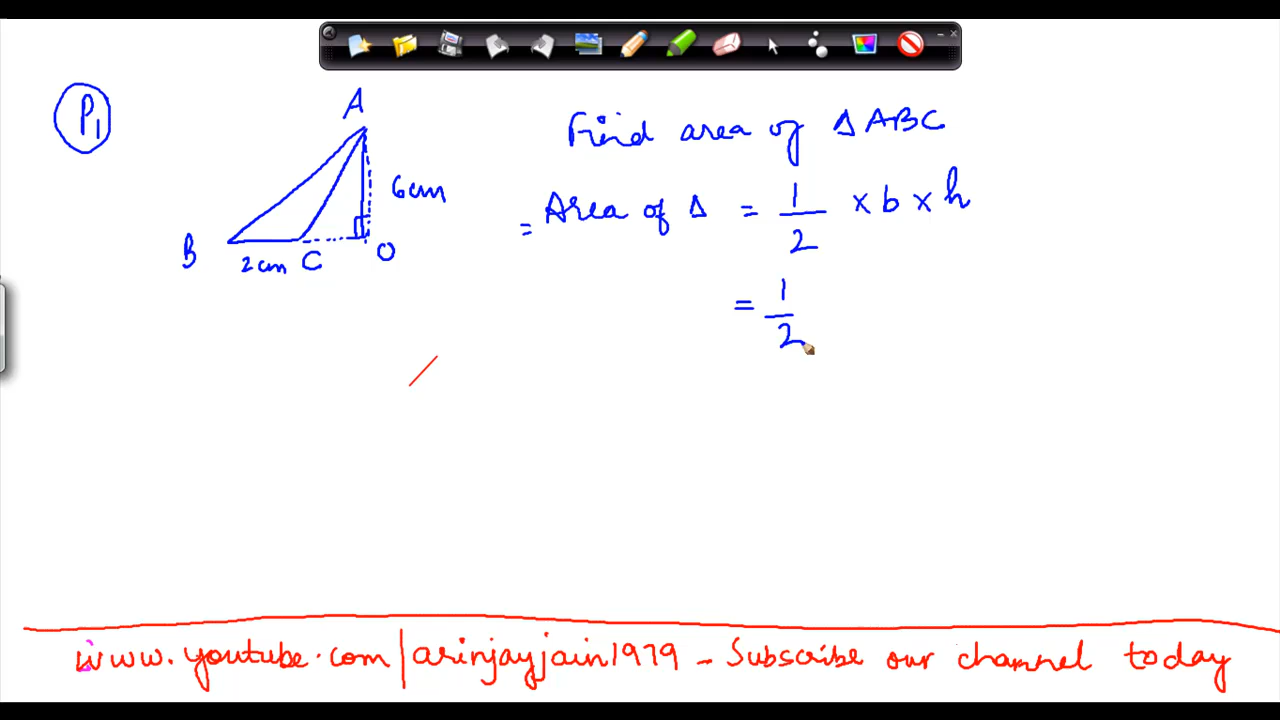 P1
A
6cm
B
2cm
C
O
Find area of Δ ABC
= Area of Δ = 1/2 × b × h
= 1/2
www.youtube.com/arinjayjain1979 - Subscribe our channel today